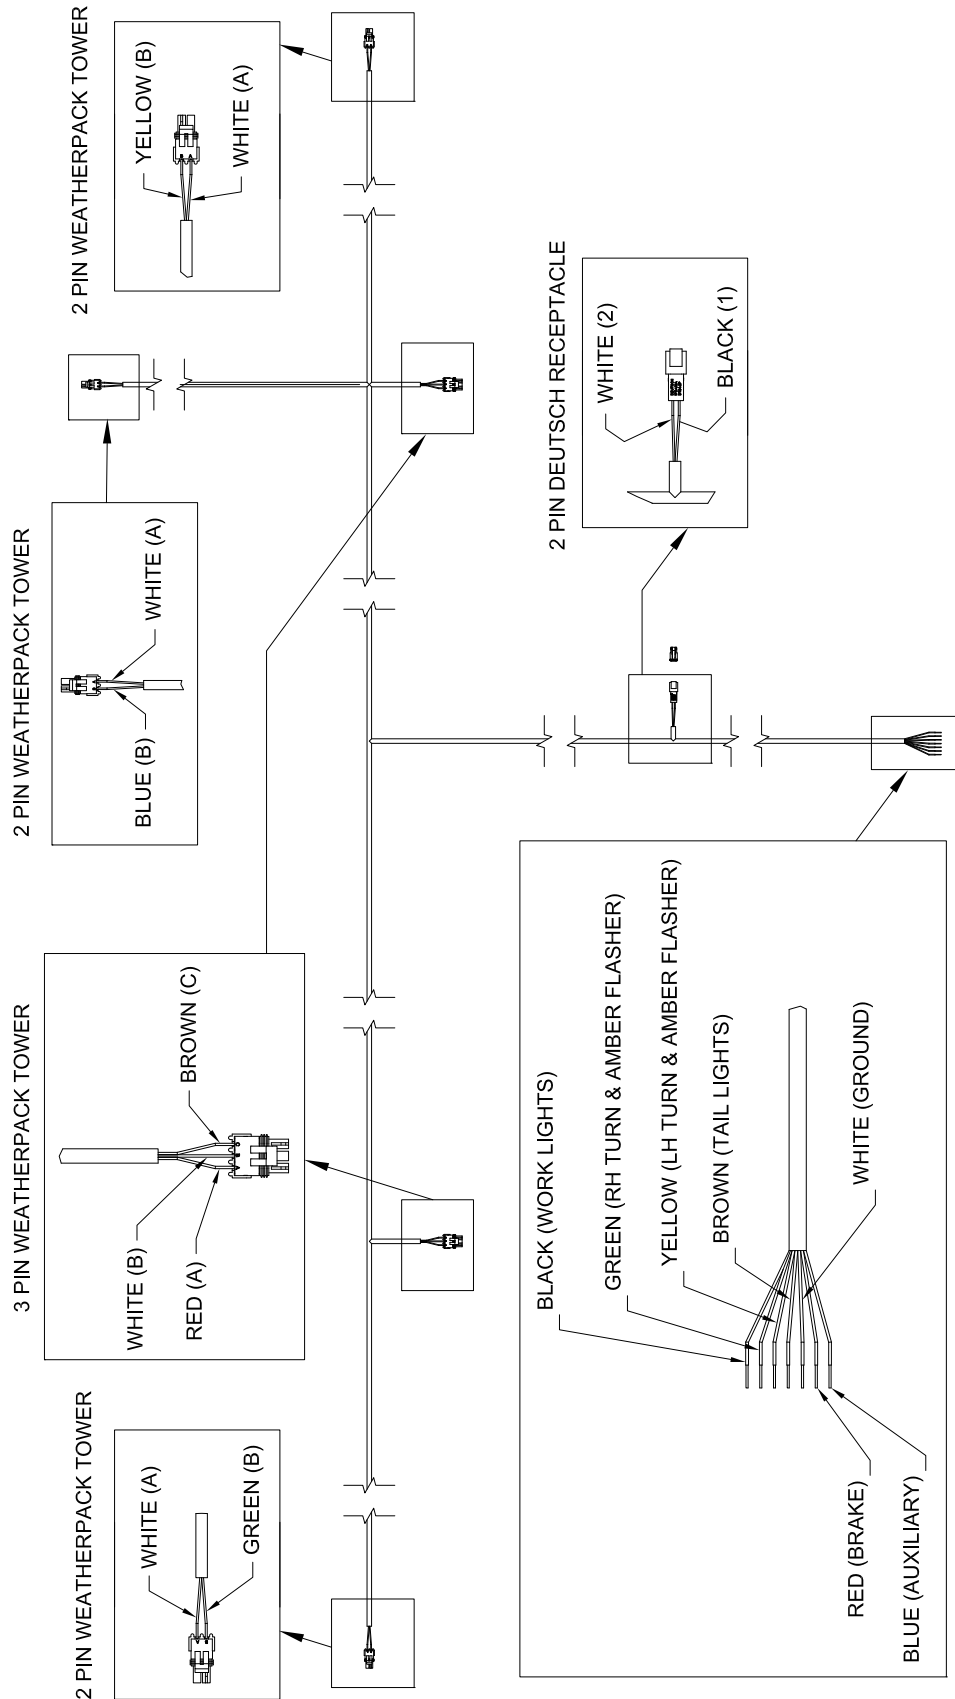 2 PIN WEATHERPACK TOWER
WHITE (A)
GREEN (B)
3 PIN WEATHERPACK TOWER
WHITE (B)
RED (A)
BROWN (C)
2 PIN WEATHERPACK TOWER
BLUE (B)
WHITE (A)
2 PIN WEATHERPACK TOWER
YELLOW (B)
WHITE (A)
2 PIN DEUTSCH RECEPTACLE
WHITE (2)
BLACK (1)
BLACK (WORK LIGHTS)
GREEN (RH TURN & AMBER FLASHER)
YELLOW (LH TURN & AMBER FLASHER)
BROWN (TAIL LIGHTS)
WHITE (GROUND)
RED (BRAKE)
BLUE (AUXILIARY)